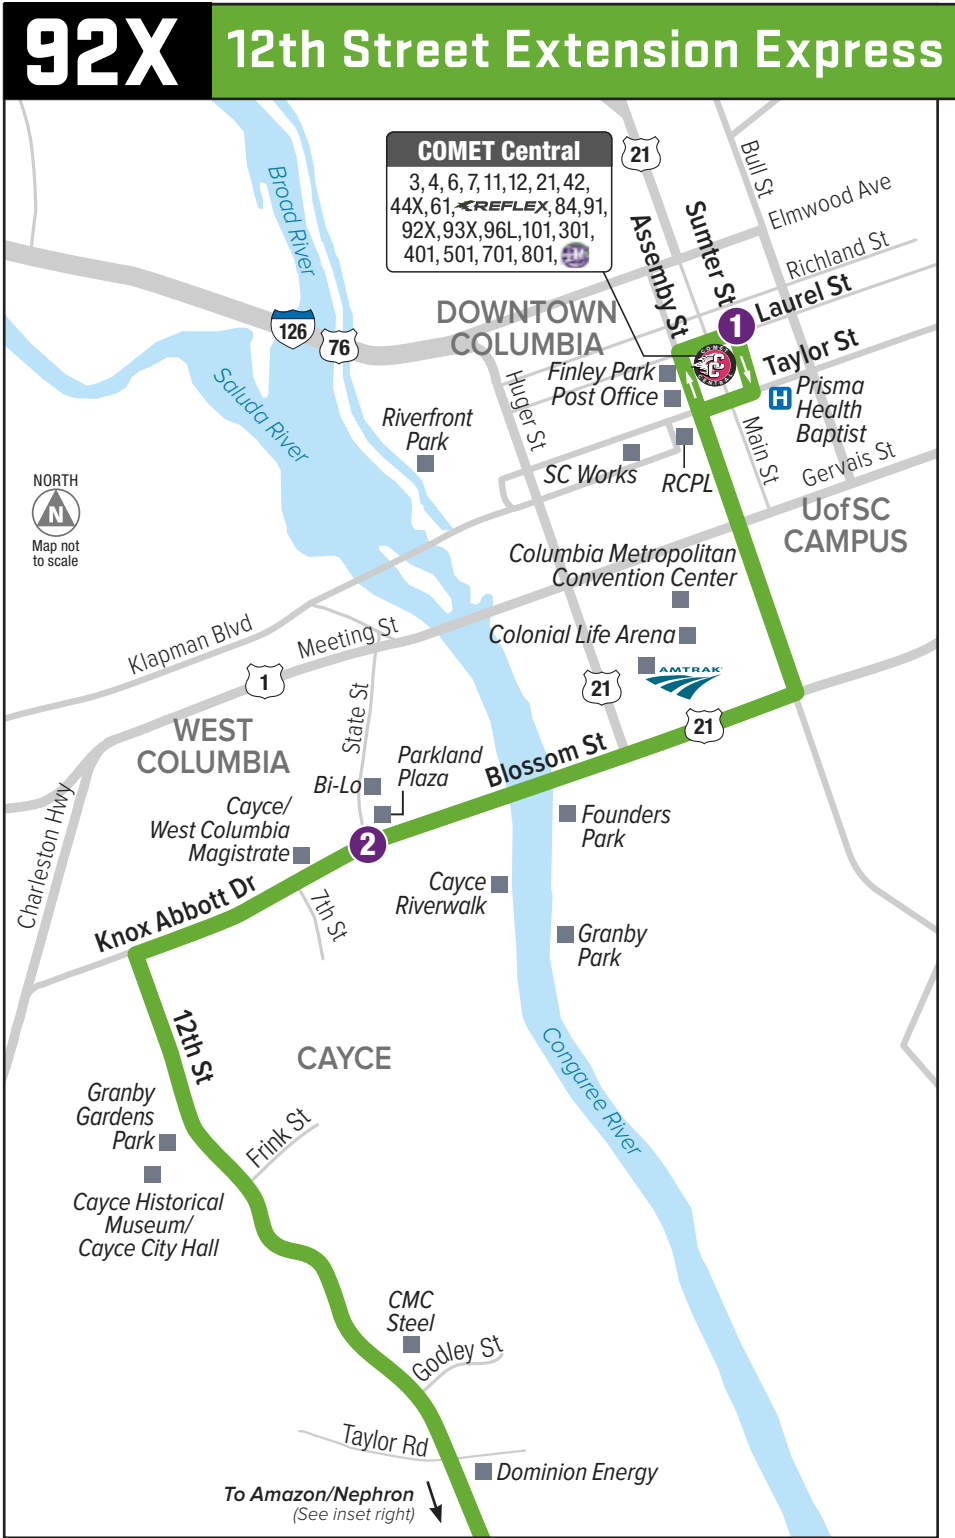 92X
12th Street Extension Express
COMET Central
3, 4, 6, 7, 11, 12, 21, 42,
44X, 61, REFLEX, 84, 91,
92X, 93X, 96L, 101, 301,
401, 501, 701, 801,
21
Bull St
Elmwood Ave
Broad River
Assemby St
Sumter St
Richland St
Laurel St
DOWNTOWN
COLUMBIA
1
126
76
COMET
CENTRAL
Taylor St
Finley Park
Post Office
H
Prisma
Health
Baptist
Saluda River
Huger St
Riverfront
Park
Main St
Gervais St
SC Works
RCPL
NORTH
N
Map not
to scale
UofSC
CAMPUS
Columbia Metropolitan
Convention Center
Klapman Blvd
Meeting St
Colonial Life Arena
AMTRAK
1
21
21
State St
WEST
COLUMBIA
Blossom St
Parkland
Plaza
Bi-Lo
Charleston Hwy
Cayce/
West Columbia
Magistrate
2
Founders
Park
Cayce
Riverwalk
Knox Abbott Dr
7th St
Granby
Park
12th St
CAYCE
Congaree River
Granby
Gardens
Park
Frink St
Cayce Historical
Museum/
Cayce City Hall
CMC
Steel
Godley St
Taylor Rd
Dominion Energy
To Amazon/Nephron
(See inset right)